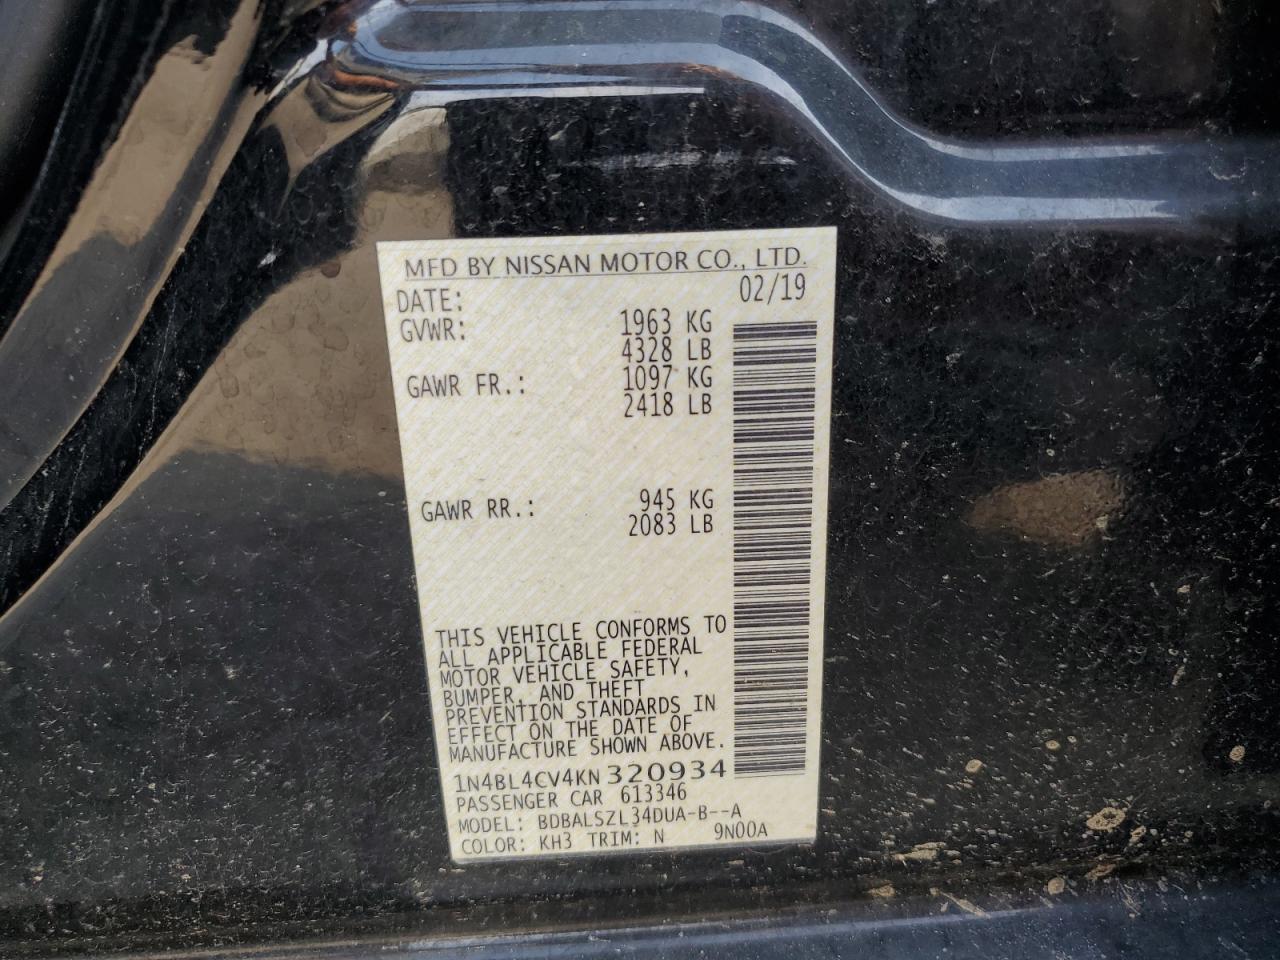 MFD BY NISSAN MOTOR CO., LTD.
DATE: 02/19
GVWR: 1963 KG
4328 LB
GAWR FR.: 1097 KG
2418 LB
GAWR RR.: 945 KG
2083 LB
THIS VEHICLE CONFORMS TO
ALL APPLICABLE FEDERAL
MOTOR VEHICLE SAFETY,
BUMPER, AND THEFT
PREVENTION STANDARDS IN
EFFECT ON THE DATE OF
MANUFACTURE SHOWN ABOVE.
1N4BL4CV4KN320934
PASSENGER CAR 613346
MODEL: BDBALSZL34DUA-B--A
COLOR: KH3 TRIM: N 9N00A